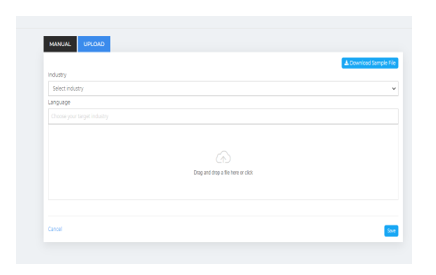 MANUAL UPLOAD
Download Sample File
Industry
Select Industry
Language
Choose your target industry
Drag and drop a file here or click
Cancel
Save